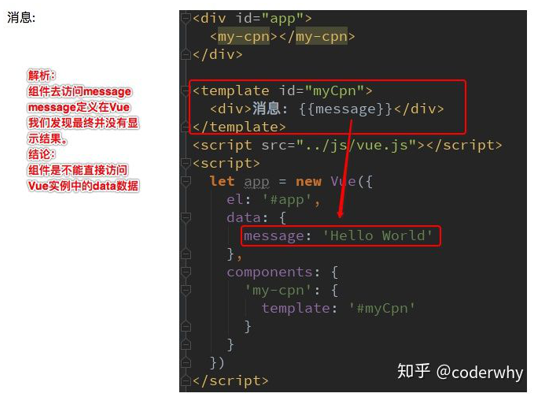 消息:
解析：
组件去访问message
message定义在Vue
我们发现最终并没有显
示结果。
结论：
组件是不能直接访问
Vue实例中的data数据
<div id="app">
<my-cpn></my-cpn>
</div>
<template id="myCpn">
<div>消息: {{message}}</div>
</template>
<script src="../js/vue.js"></script>
<script>
let app = new Vue({
el: '#app',
data: {
message: 'Hello World'
},
components: {
'my-cpn': {
template: '#myCpn'
}
}
})
</script>
知乎 @coderwhy